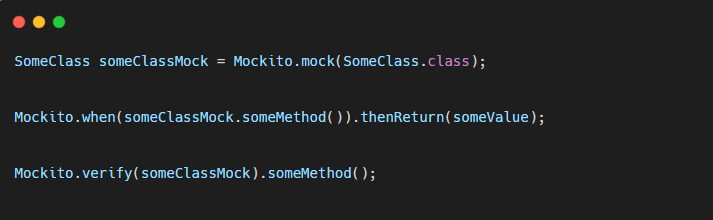 SomeClass someClassMock = Mockito.mock(SomeClass.class);
Mockito.when(someClassMock.someMethod()).thenReturn(someValue);
Mockito.verify(someClassMock).someMethod();